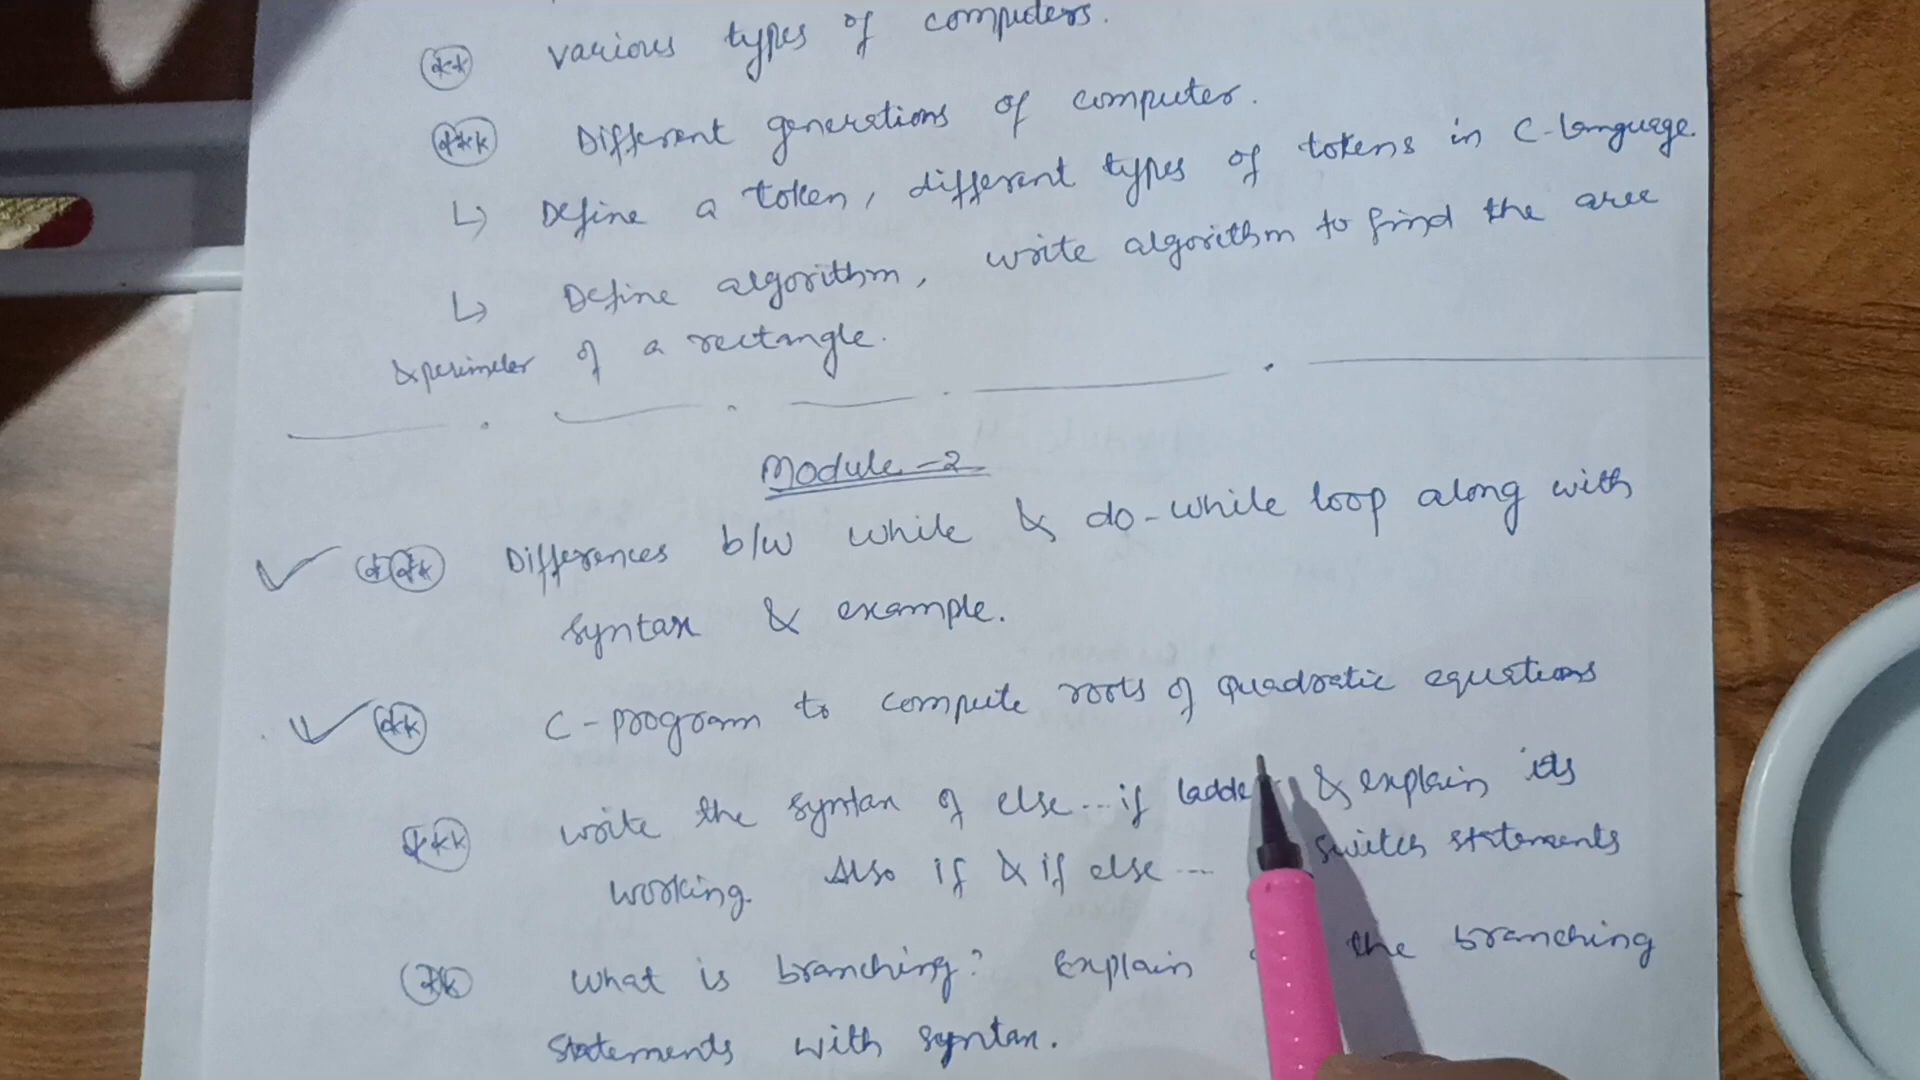 ** various types of computers.
*** Different generations of computer.
↳ Define a token, different types of tokens in C-language.
↳ Define algorithm, write algorithm to find the area
& perimeter of a rectangle.
Module-2
✓ *** Differences b/w while & do-while loop along with
syntax & example.
✓ ** C-program to compute roots of quadratic equations
*** write the syntax of else...if ladde & explain its
working. Also if & if else... switch statements
** What is branching? Explain the branching
statements with syntax.